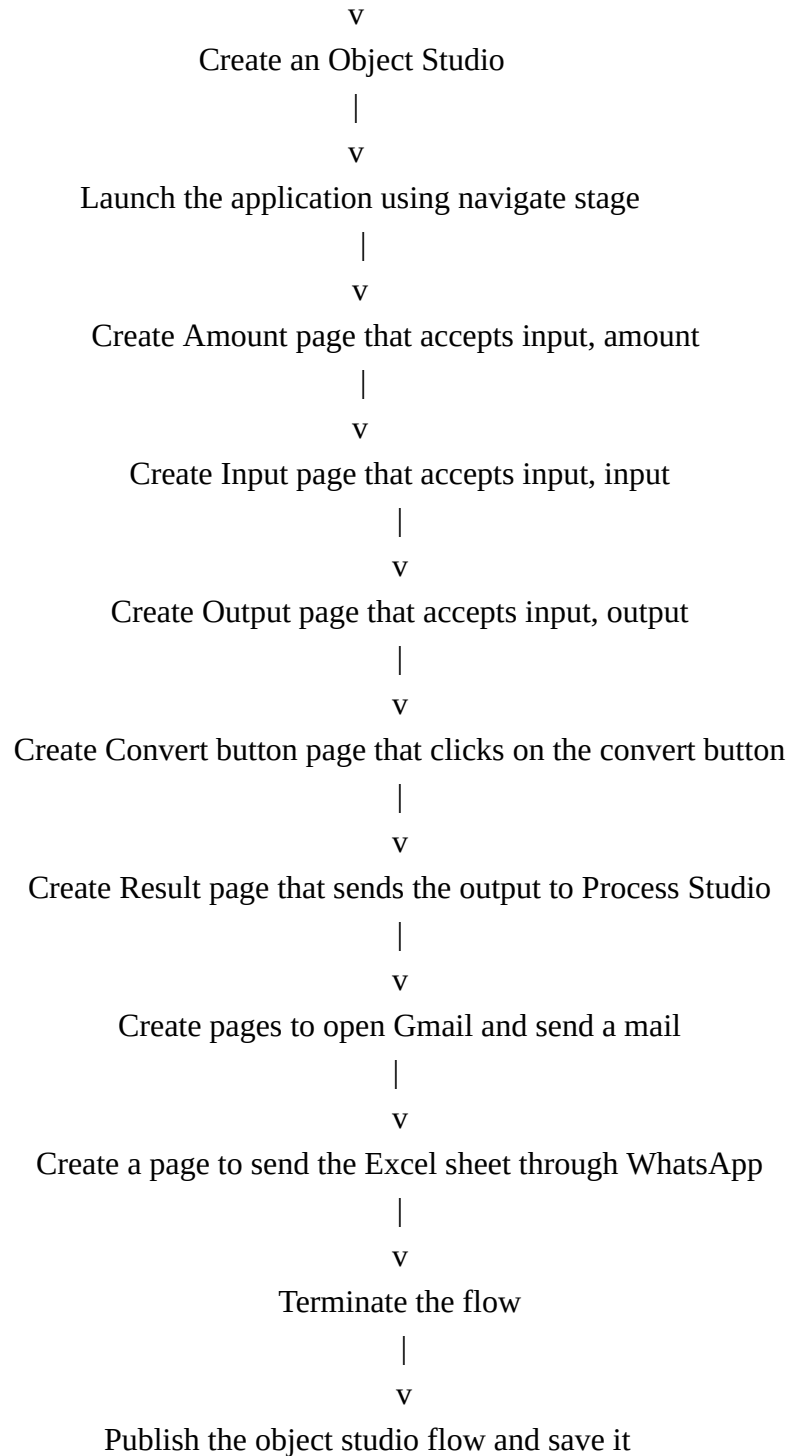 v
Create an Object Studio
|
v
Launch the application using navigate stage
|
v
Create Amount page that accepts input, amount
|
v
Create Input page that accepts input, input
|
v
Create Output page that accepts input, output
|
v
Create Convert button page that clicks on the convert button
|
v
Create Result page that sends the output to Process Studio
|
v
Create pages to open Gmail and send a mail
|
v
Create a page to send the Excel sheet through WhatsApp
|
v
Terminate the flow
|
v
Publish the object studio flow and save it